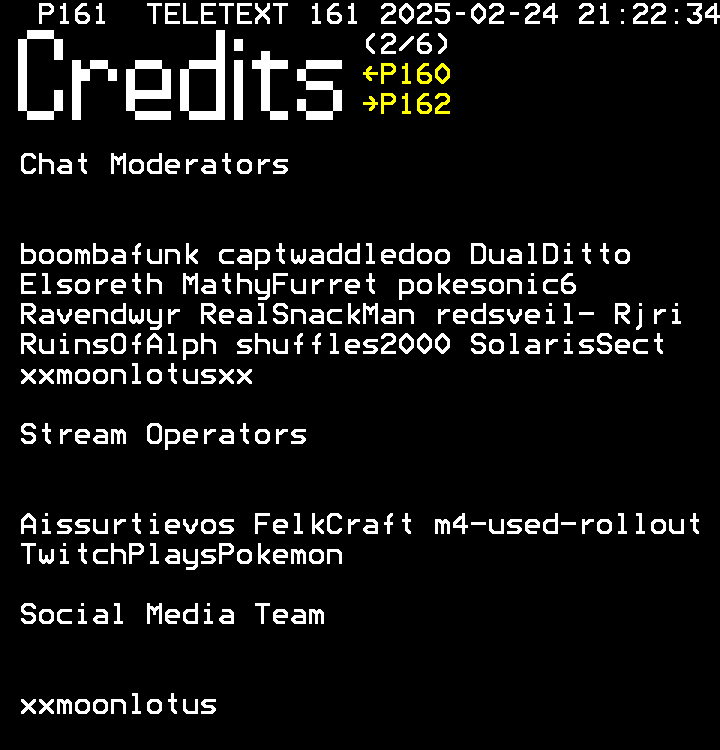 P161 TELETEXT 161 2025-02-24 21:22:34
Credits
(2/6)
←P160
→P162
Chat Moderators
boombafunk captwaddledoo DualDitto
Elsoreth MathyFurret pokesonic6
Ravendwyr RealSnackMan redsveil- Rjri
RuinsOfAlph shuffles2000 SolarisSect
xxmoonlotusxx
Stream Operators
Aissurtievos FelkCraft m4-used-rollout
TwitchPlaysPokemon
Social Media Team
xxmoonlotus